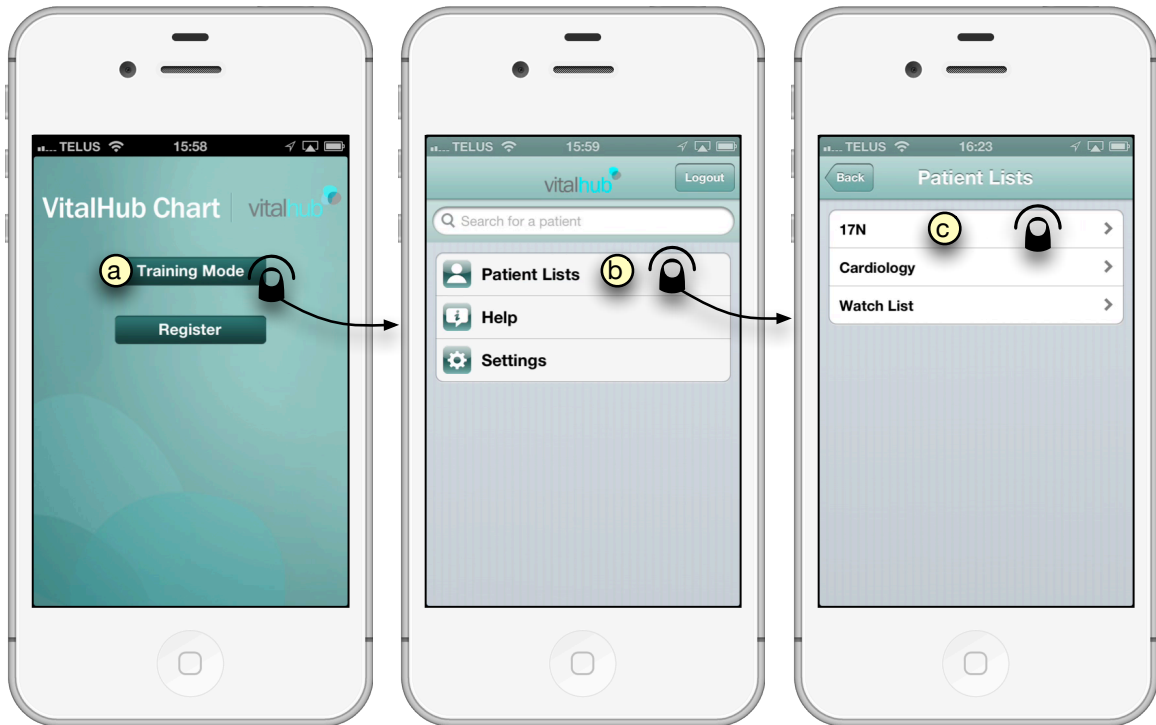 TELUS 15:58
VitalHub Chart vitalhub
a Training Mode
Register
TELUS 15:59
vitalhub Logout
Search for a patient
Patient Lists b
Help
Settings
TELUS 16:23
Back Patient Lists
17N c
Cardiology
Watch List